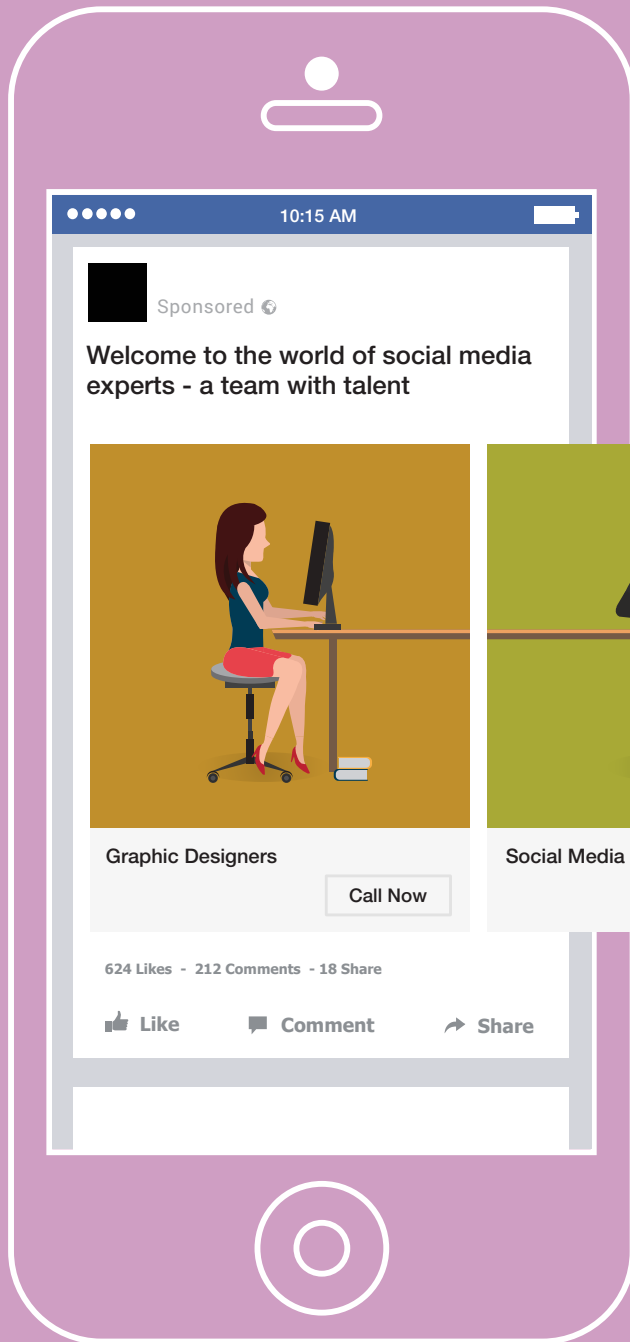 10:15 AM
Sponsored
Welcome to the world of social media
experts - a team with talent
Graphic Designers
Call Now
Social Media
624 Likes - 212 Comments - 18 Share
Like
Comment
Share